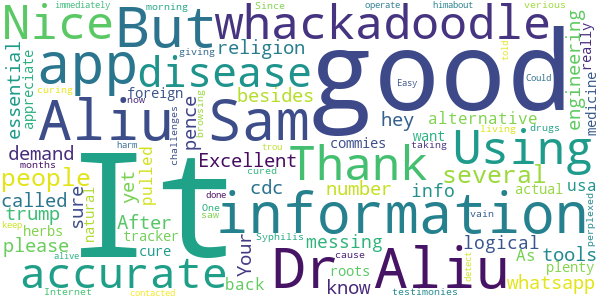 Nice But whackadoodle good
app disease religion engineering
essential appreciate morning giving Since immediately operate himabout verious
Could told Easy medicine really
Aliu Sam foreign now browsing pence besides hey alternative drugs living taking
challenges commies want
demand harm Excellent Thank Using
domain people yet pulled cdc number info several
called sure natural months cured One saw done trou logical actual usa
trump After Your It information vain perplexed
herbs tracker cure Syphilis cause messing tools
please back roots As plenty
accurate Dr Aliu know whatsapp
keep alive Internet contacted testimonies detect
curing